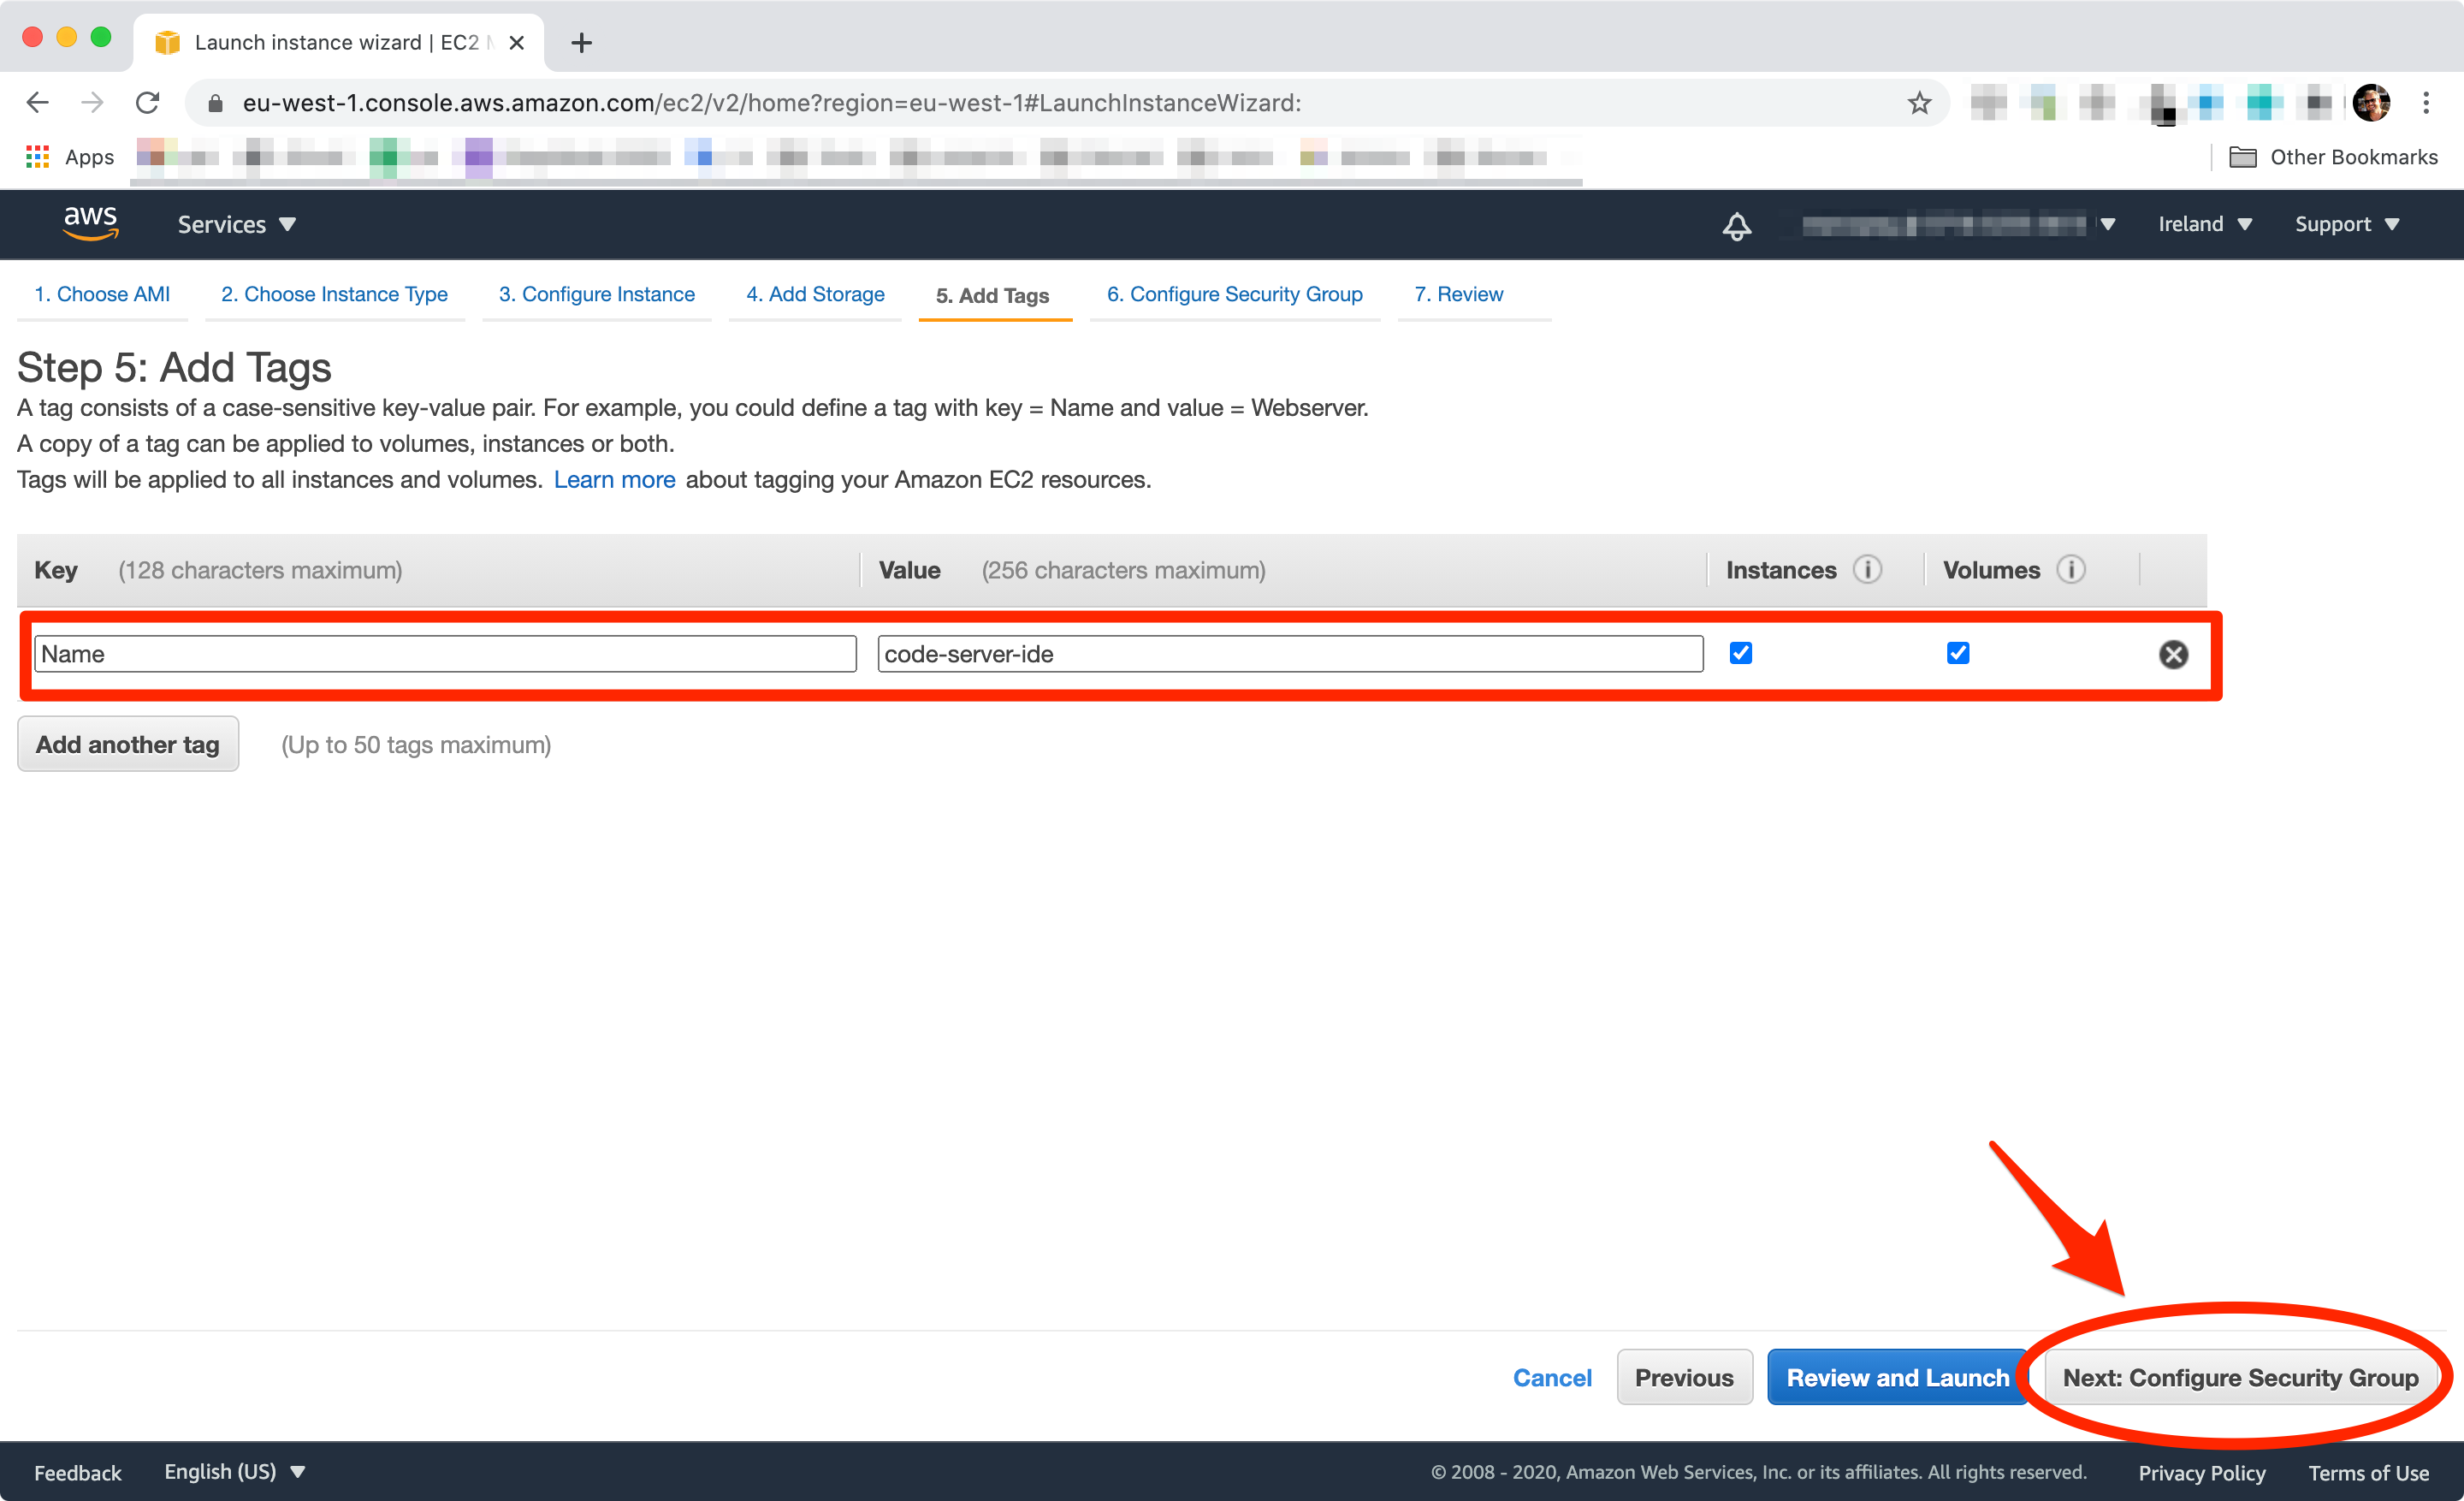 Launch instance wizard | EC2
eu-west-1.console.aws.amazon.com/ec2/v2/home?region=eu-west-1#LaunchInstanceWizard:
Apps
Other Bookmarks
aws
Services
Ireland
Support
1. Choose AMI
2. Choose Instance Type
3. Configure Instance
4. Add Storage
5. Add Tags
6. Configure Security Group
7. Review
Step 5: Add Tags
A tag consists of a case-sensitive key-value pair. For example, you could define a tag with key = Name and value = Webserver.
A copy of a tag can be applied to volumes, instances or both.
Tags will be applied to all instances and volumes. Learn more about tagging your Amazon EC2 resources.
Key (128 characters maximum)
Value (256 characters maximum)
Instances
Volumes
Name
code-server-ide
Add another tag
(Up to 50 tags maximum)
Cancel
Previous
Review and Launch
Next: Configure Security Group
Feedback
English (US)
© 2008 - 2020, Amazon Web Services, Inc. or its affiliates. All rights reserved.
Privacy Policy
Terms of Use